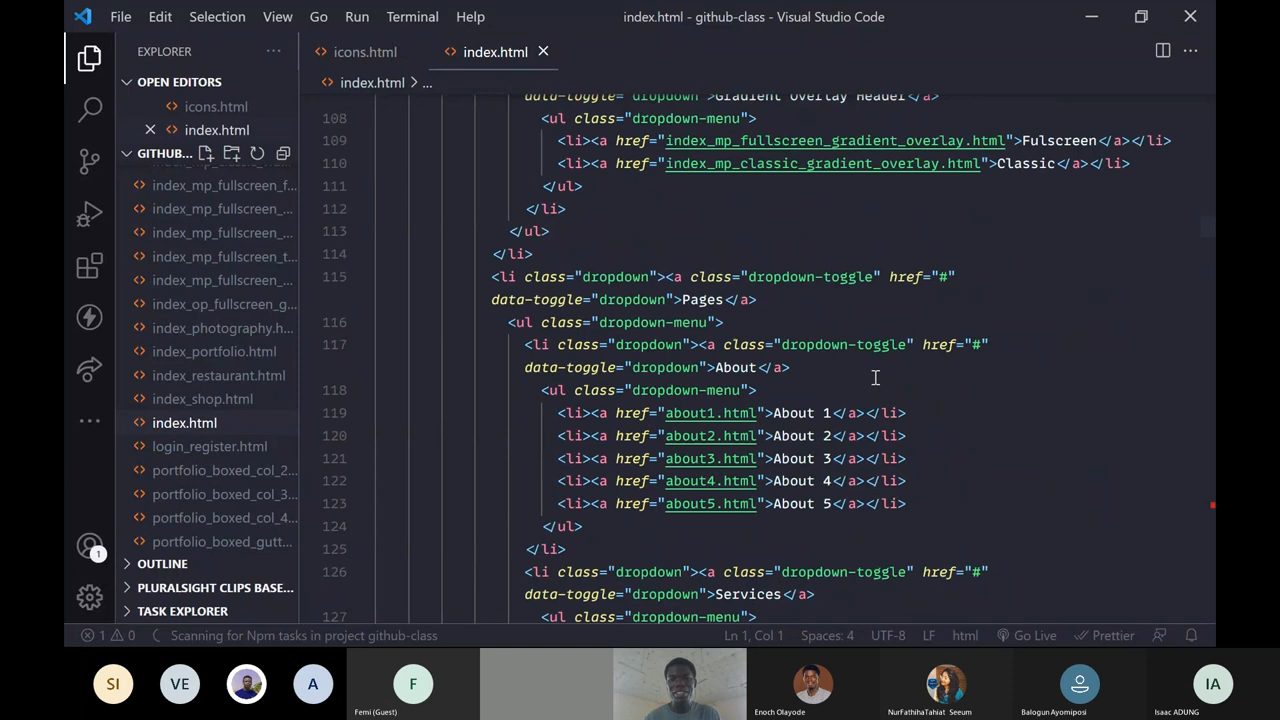 File Edit Selection View Go Run Terminal Help index.html - github-class - Visual Studio Code
EXPLORER
icons.html index.html
OPEN EDITORS
index.html > ...
icons.html
index.html
GITHUB...
index_mp_fullscreen_f...
index_mp_fullscreen_...
index_mp_fullscreen_...
index_mp_fullscreen_t...
index_mp_fullscreen_...
index_op_fullscreen_g...
index_photography.h...
index_portfolio.html
index_restaurant.html
index_shop.html
index.html
login_register.html
portfolio_boxed_col_2...
portfolio_boxed_col_3...
portfolio_boxed_col_4...
portfolio_boxed_gutt...
OUTLINE
PLURALSIGHT CLIPS BASE...
TASK EXPLORER
1
data-toggle="dropdown">Gradient Overlay Header</a>
108 <ul class="dropdown-menu">
109 <li><a href="index_mp_fullscreen_gradient_overlay.html">Fulscreen</a></li>
110 <li><a href="index_mp_classic_gradient_overlay.html">Classic</a></li>
111 </ul>
112 </li>
113 </ul>
114 </li>
115 <li class="dropdown"><a class="dropdown-toggle" href="#"
data-toggle="dropdown">Pages</a>
116 <ul class="dropdown-menu">
117 <li class="dropdown"><a class="dropdown-toggle" href="#"
data-toggle="dropdown">About</a>
118 <ul class="dropdown-menu">
119 <li><a href="about1.html">About 1</a></li>
120 <li><a href="about2.html">About 2</a></li>
121 <li><a href="about3.html">About 3</a></li>
122 <li><a href="about4.html">About 4</a></li>
123 <li><a href="about5.html">About 5</a></li>
124 </ul>
125 </li>
126 <li class="dropdown"><a class="dropdown-toggle" href="#"
data-toggle="dropdown">Services</a>
127 <ul class="dropdown-menu">
1 0 Scanning for Npm tasks in project github-class Ln 1, Col 1 Spaces: 4 UTF-8 LF html Go Live Prettier
SI VE A F IA
Femi (Guest) Enoch Olayode NurFathihaTahiat Seeum Balogun Ayomiposi Isaac ADUNG